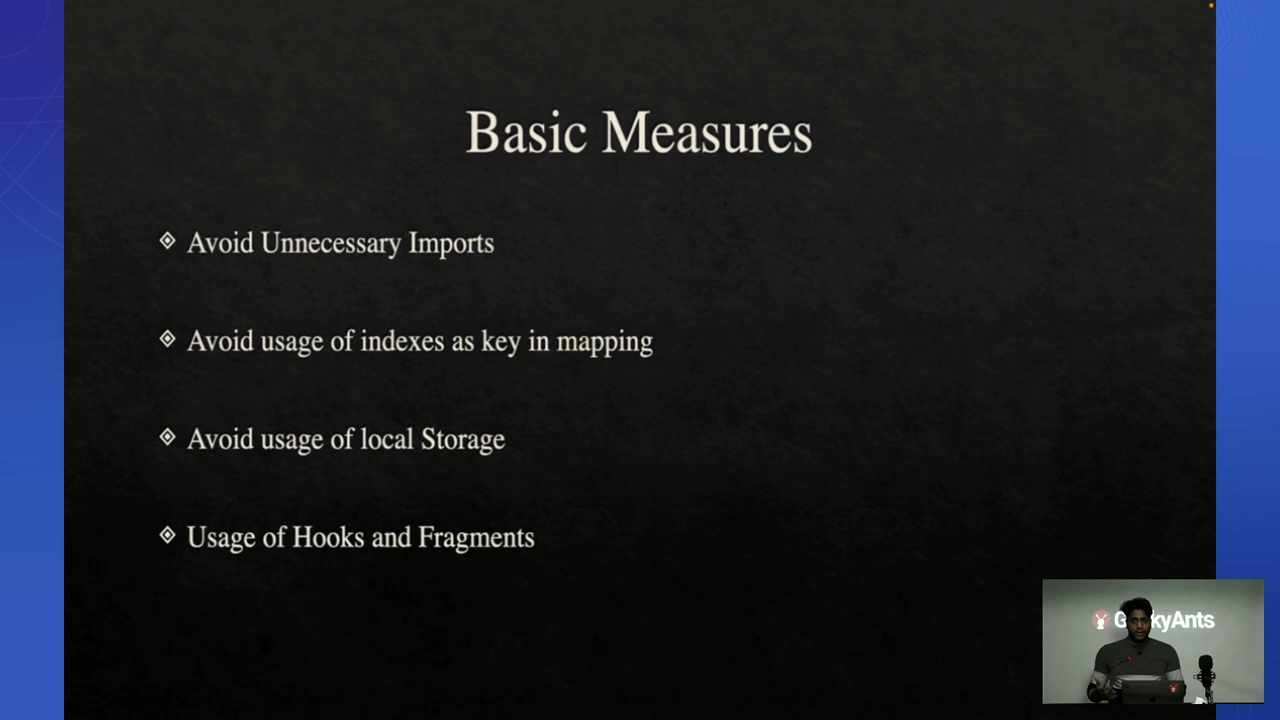 Basic Measures
Avoid Unnecessary Imports
Avoid usage of indexes as key in mapping
Avoid usage of local Storage
Usage of Hooks and Fragments